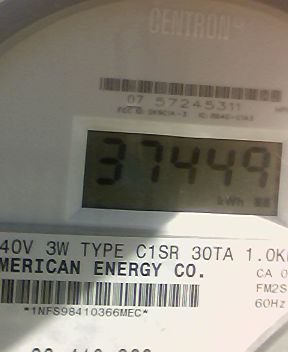 CENTRON
07 57245311
37449
kWh
40V 3W TYPE C1SR 30TA 1.0K
MERICAN ENERGY CO.
CA 0
FM2S
60Hz
*1NFS98410366MEC*